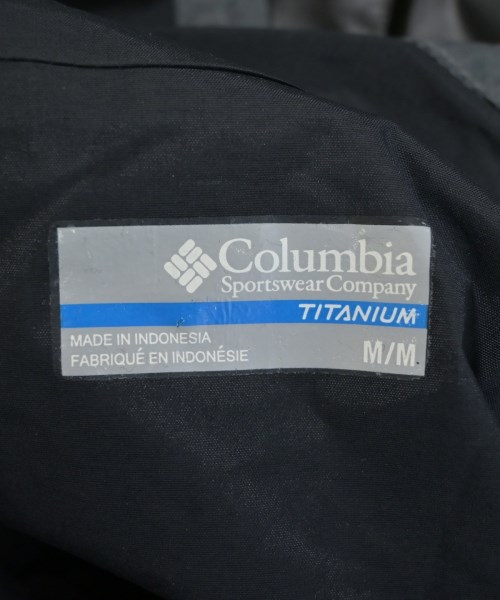 Columbia
Sportswear Company
TITANIUM
MADE IN INDONESIA
FABRIQUÉ EN INDONÉSIE
M/M